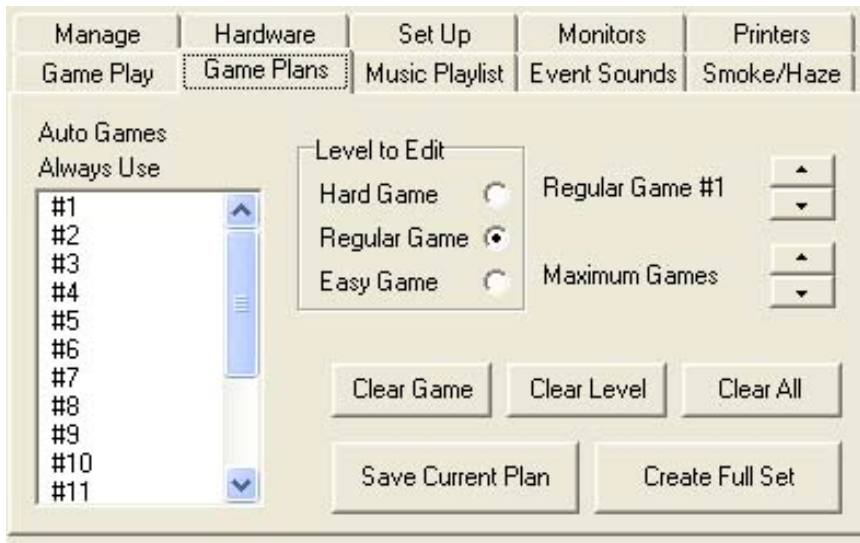 Manage Hardware Set Up Monitors Printers
Game Play Game Plans Music Playlist Event Sounds Smoke/Haze
Auto Games
Always Use
#1
#2
#3
#4
#5
#6
#7
#8
#9
#10
#11
Level to Edit
Hard Game
Regular Game
Easy Game
Regular Game #1
Maximum Games
Clear Game Clear Level Clear All
Save Current Plan Create Full Set